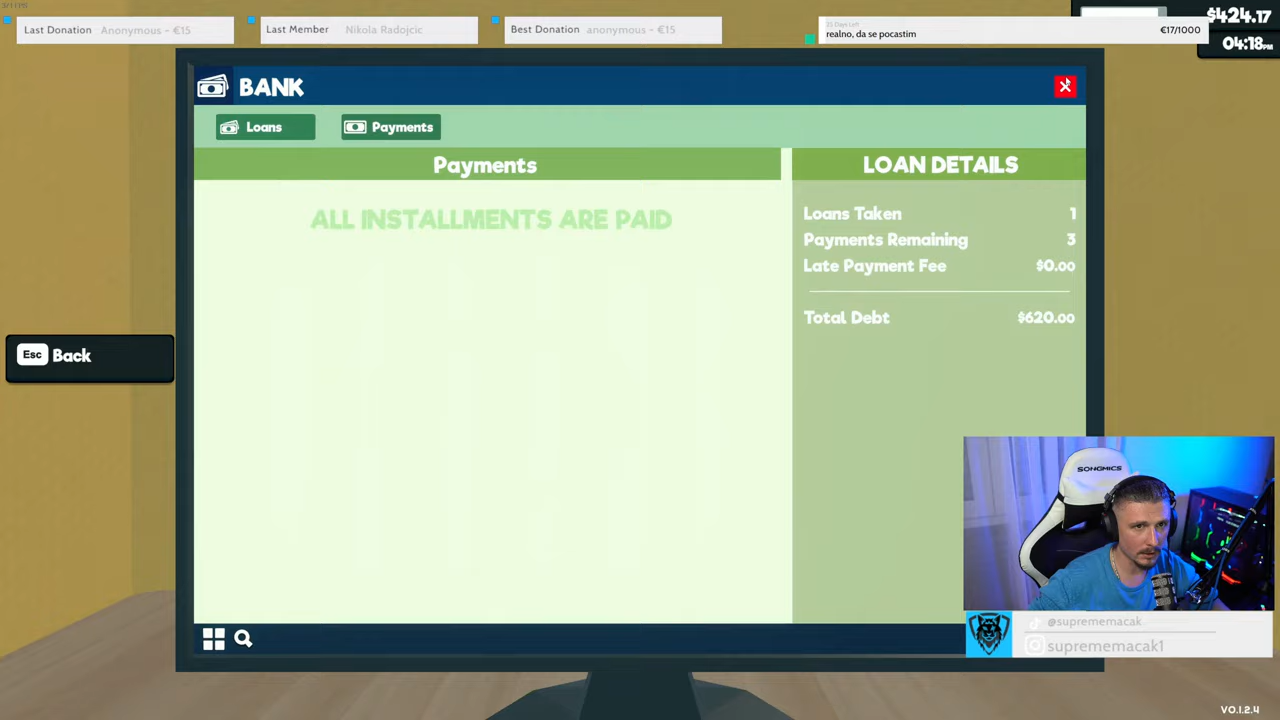 Last Donation Anonymous - €15
Last Member Nikola Radojcic
Best Donation anonymous - €15
realno, da se pocastim
€17/1000
$424.17
04:18PM
BANK
Loans
Payments
Payments
ALL INSTALLMENTS ARE PAID
LOAN DETAILS
Loans Taken 1
Payments Remaining 3
Late Payment Fee $0.00
Total Debt $620.00
Esc Back
SONGMICS
@suprememacak
suprememacak1
V0.1.2.4